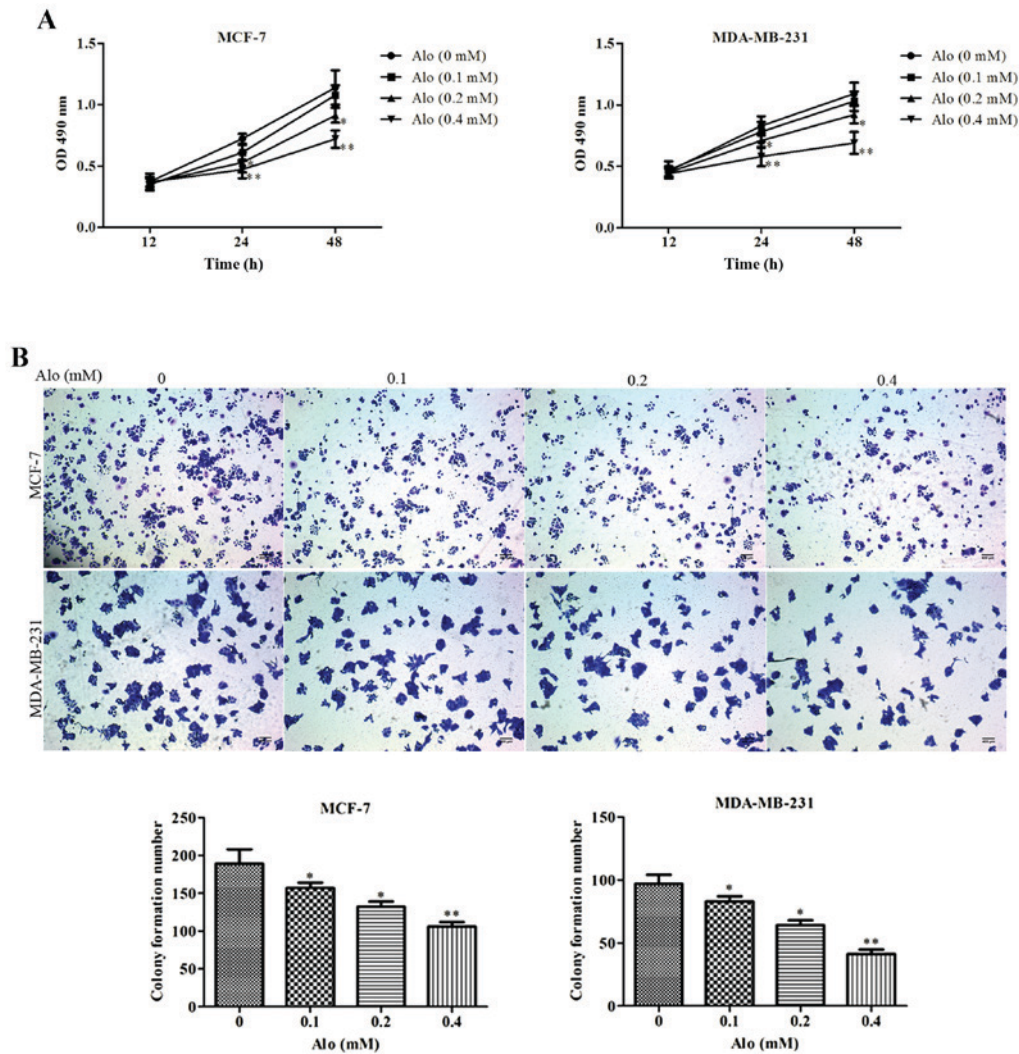 A
MCF-7
1.5
1.0
0.5
0.0
OD 490 nm
12
24
48
Time (h)
*
**
*
**
Alo (0 mM)
Alo (0.1 mM)
Alo (0.2 mM)
Alo (0.4 mM)
MDA-MB-231
1.5
1.0
0.5
0.0
OD 490 nm
12
24
48
Time (h)
*
**
*
**
Alo (0 mM)
Alo (0.1 mM)
Alo (0.2 mM)
Alo (0.4 mM)
B
Alo (mM) 0 0.1 0.2 0.4
MCF-7
MDA-MB-231
MCF-7
250
200
150
100
50
0
Colony formation number
* * **
0 0.1 0.2 0.4
Alo (mM)
MDA-MB-231
150
100
50
0
Colony formation number
* * **
0 0.1 0.2 0.4
Alo (mM)